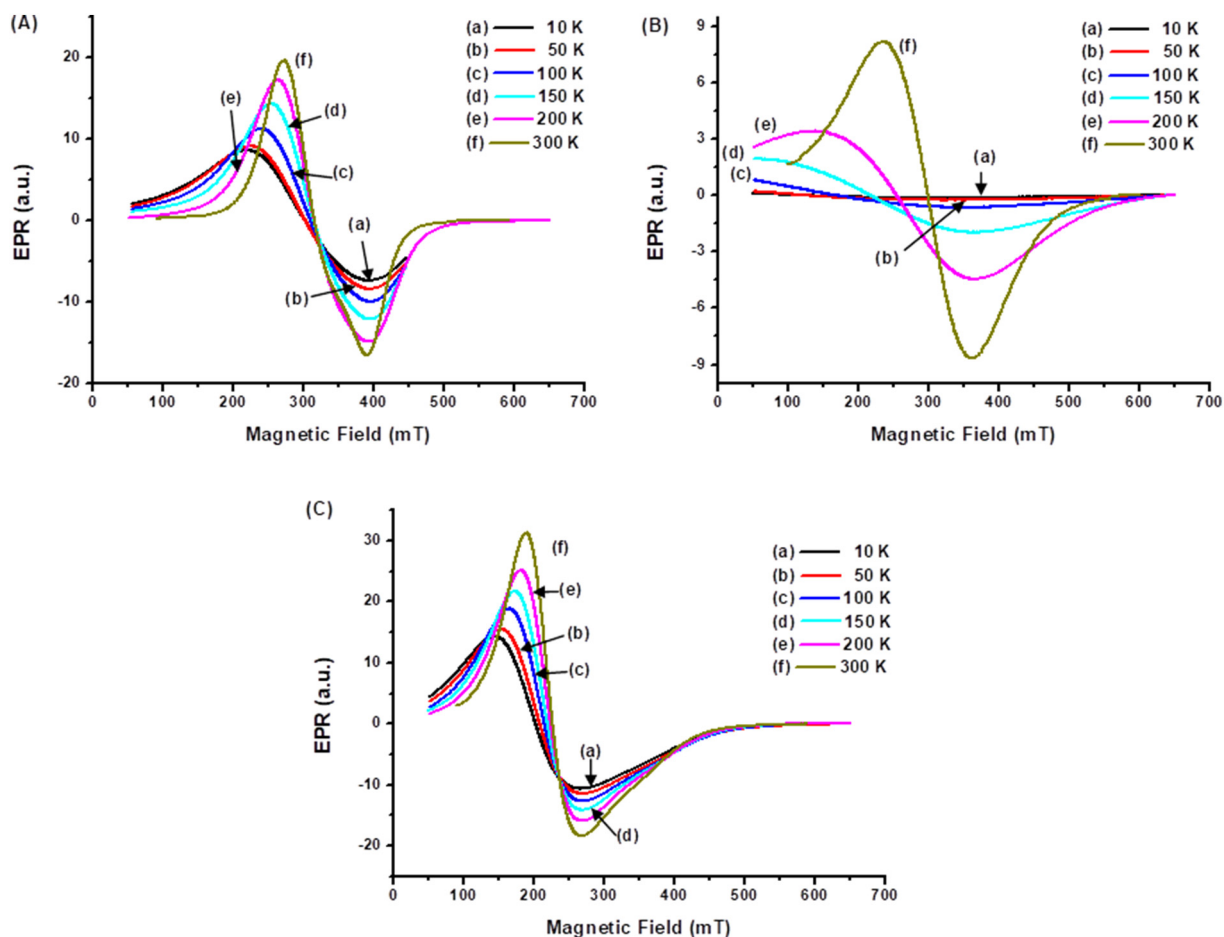 (A)
(a) 10 K
(b) 50 K
(c) 100 K
(d) 150 K
(e) 200 K
(f) 300 K
(f)
(e)
(d)
(c)
(a)
(b)
20
10
0
-10
-20
EPR (a.u.)
0 100 200 300 400 500 600 700
Magnetic Field (mT)
(B)
(a) 10 K
(b) 50 K
(c) 100 K
(d) 150 K
(e) 200 K
(f) 300 K
(f)
(e)
(d)
(c)
(a)
(b)
9
6
3
0
-3
-6
-9
EPR (a.u.)
0 100 200 300 400 500 600 700
Magnetic Field (mT)
(C)
(a) 10 K
(b) 50 K
(c) 100 K
(d) 150 K
(e) 200 K
(f) 300 K
(f)
(e)
(b)
(c)
(a)
(d)
30
20
10
0
-10
-20
EPR (a.u.)
0 100 200 300 400 500 600 700
Magnetic Field (mT)